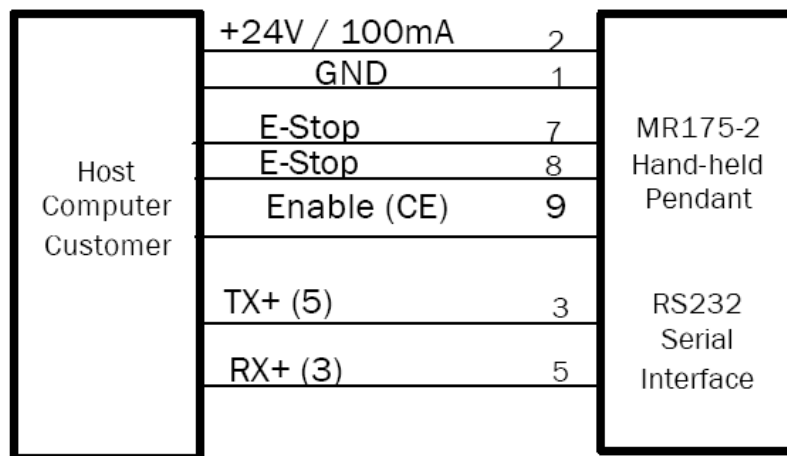 +24V / 100mA 2
GND 1
E-Stop 7
E-Stop 8
Enable (CE) 9
TX+ (5) 3
RX+ (3) 5
Host
Computer
Customer
MR175-2
Hand-held
Pendant
RS232
Serial
Interface